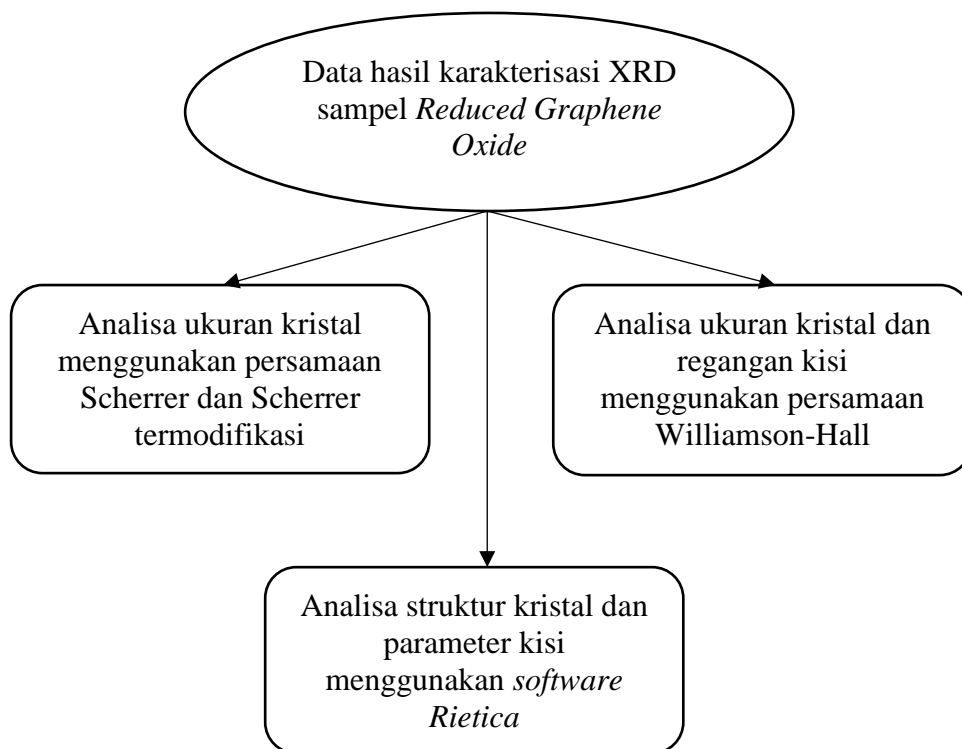 Data hasil karakterisasi XRD
sampel Reduced Graphene
Oxide
Analisa ukuran kristal
menggunakan persamaan
Scherrer dan Scherrer
termodifikasi
Analisa ukuran kristal dan
regangan kisi
menggunakan persamaan
Williamson-Hall
Analisa struktur kristal dan
parameter kisi
menggunakan software
Rietica